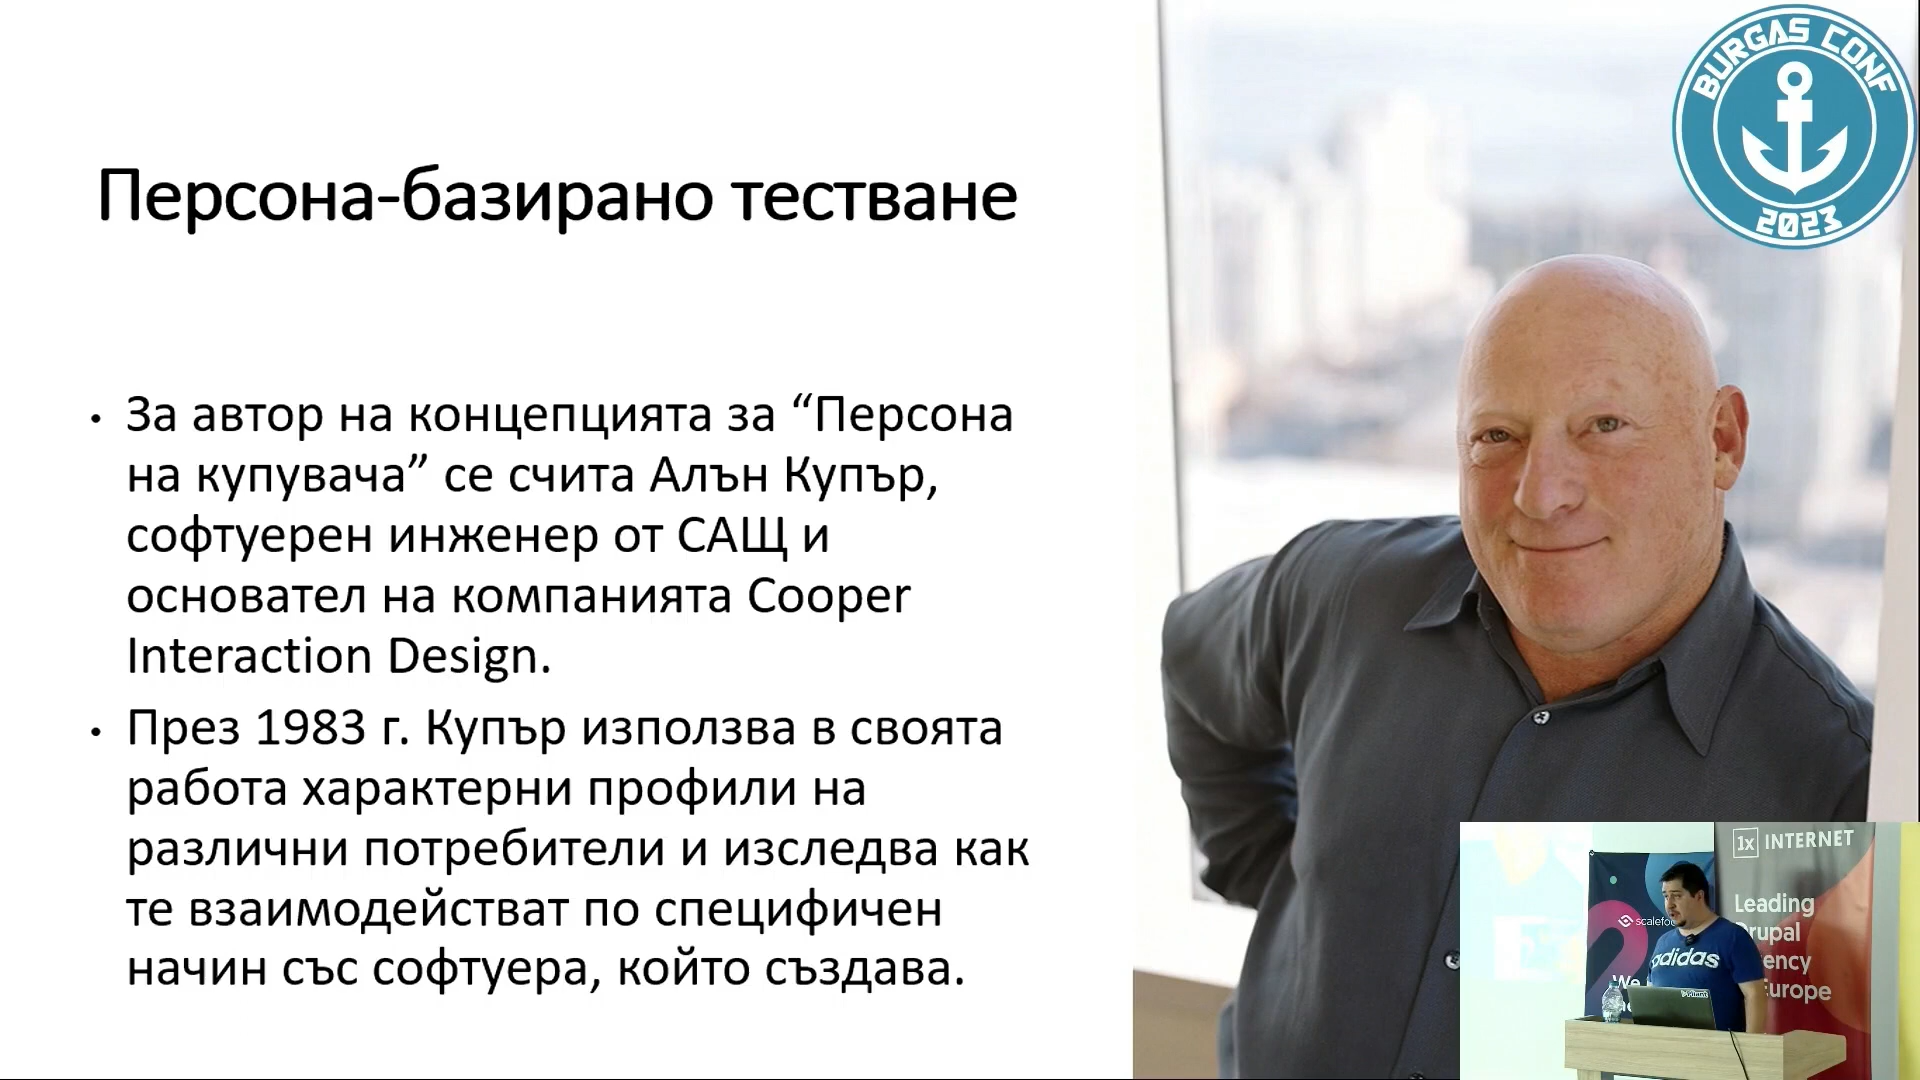 BURGAS CONF
2023
Персона-базирано тестване
• За автор на концепцията за “Персона
на купувача” се счита Алън Купър,
софтуерен инженер от САЩ и
основател на компанията Cooper
Interaction Design.
• През 1983 г. Купър използва в своята
работа характерни профили на
различни потребители и изследва как
те взаимодействат по специфичен
начин със софтуера, който създава.
1x INTERNET
Leading
We
adidas